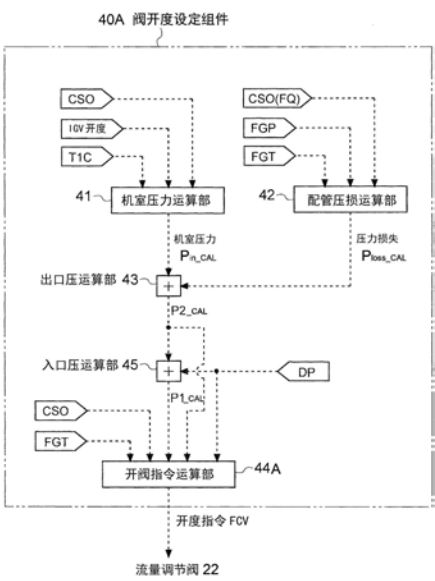 40A 阀开度设定组件
CSO
IGV开度
T1C
CSO(FQ)
FGP
FGT
41
机室压力运算部
42
配管压损运算部
机室压力
Pin_CAL
压力损失
Ploss_CAL
出口压运算部 43
+
P2_CAL
入口压运算部 45
+
DP
P1_CAL
CSO
FGT
开阀指令运算部
44A
开度指令 FCV
流量调节阀 22